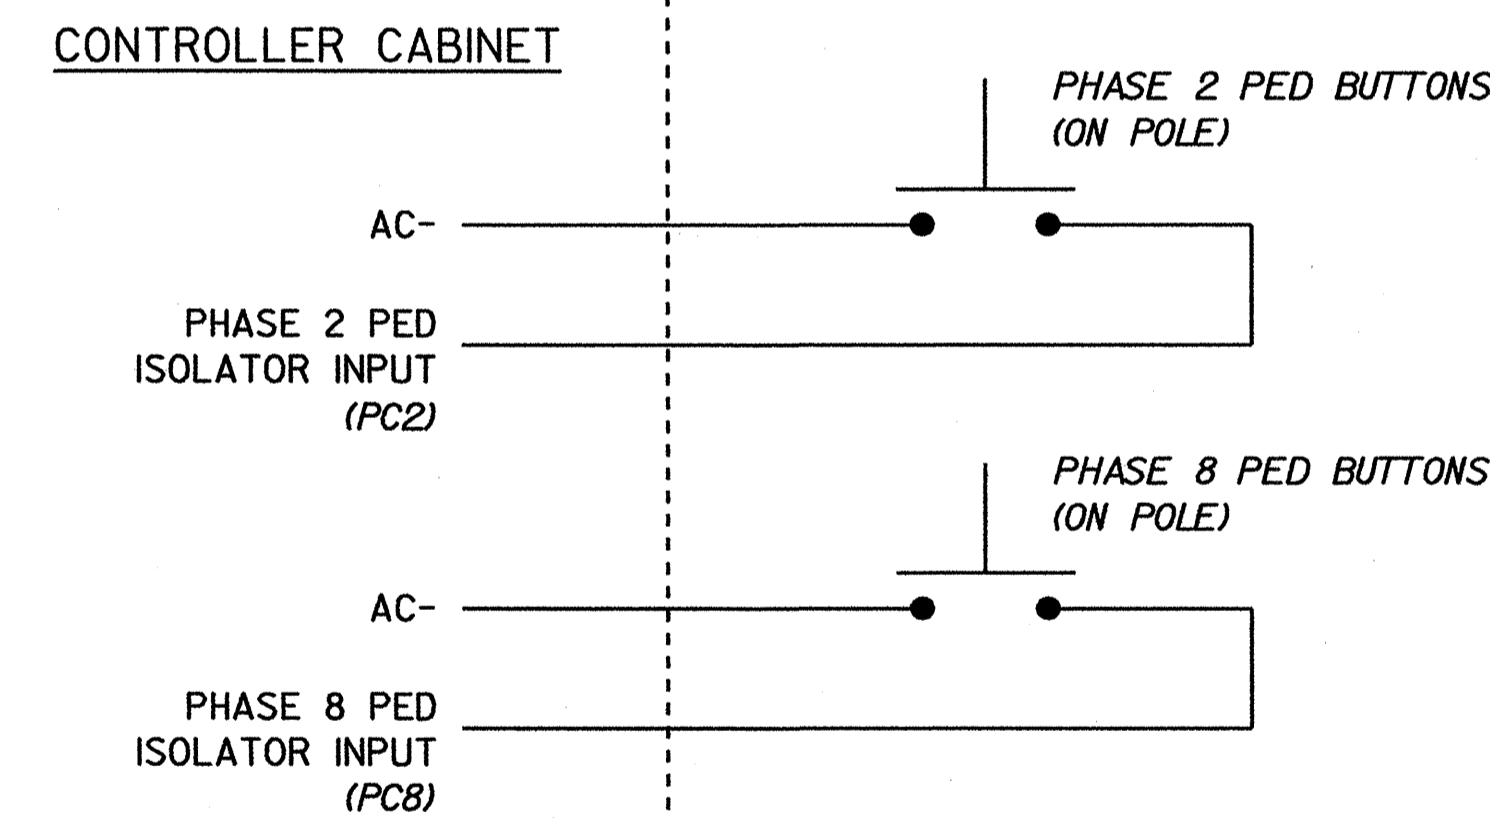 CONTROLLER CABINET
PHASE 2 PED BUTTONS
(ON POLE)
AC-
PHASE 2 PED
ISOLATOR INPUT
(PC2)
PHASE 8 PED BUTTONS
(ON POLE)
AC-
PHASE 8 PED
ISOLATOR INPUT
(PC8)